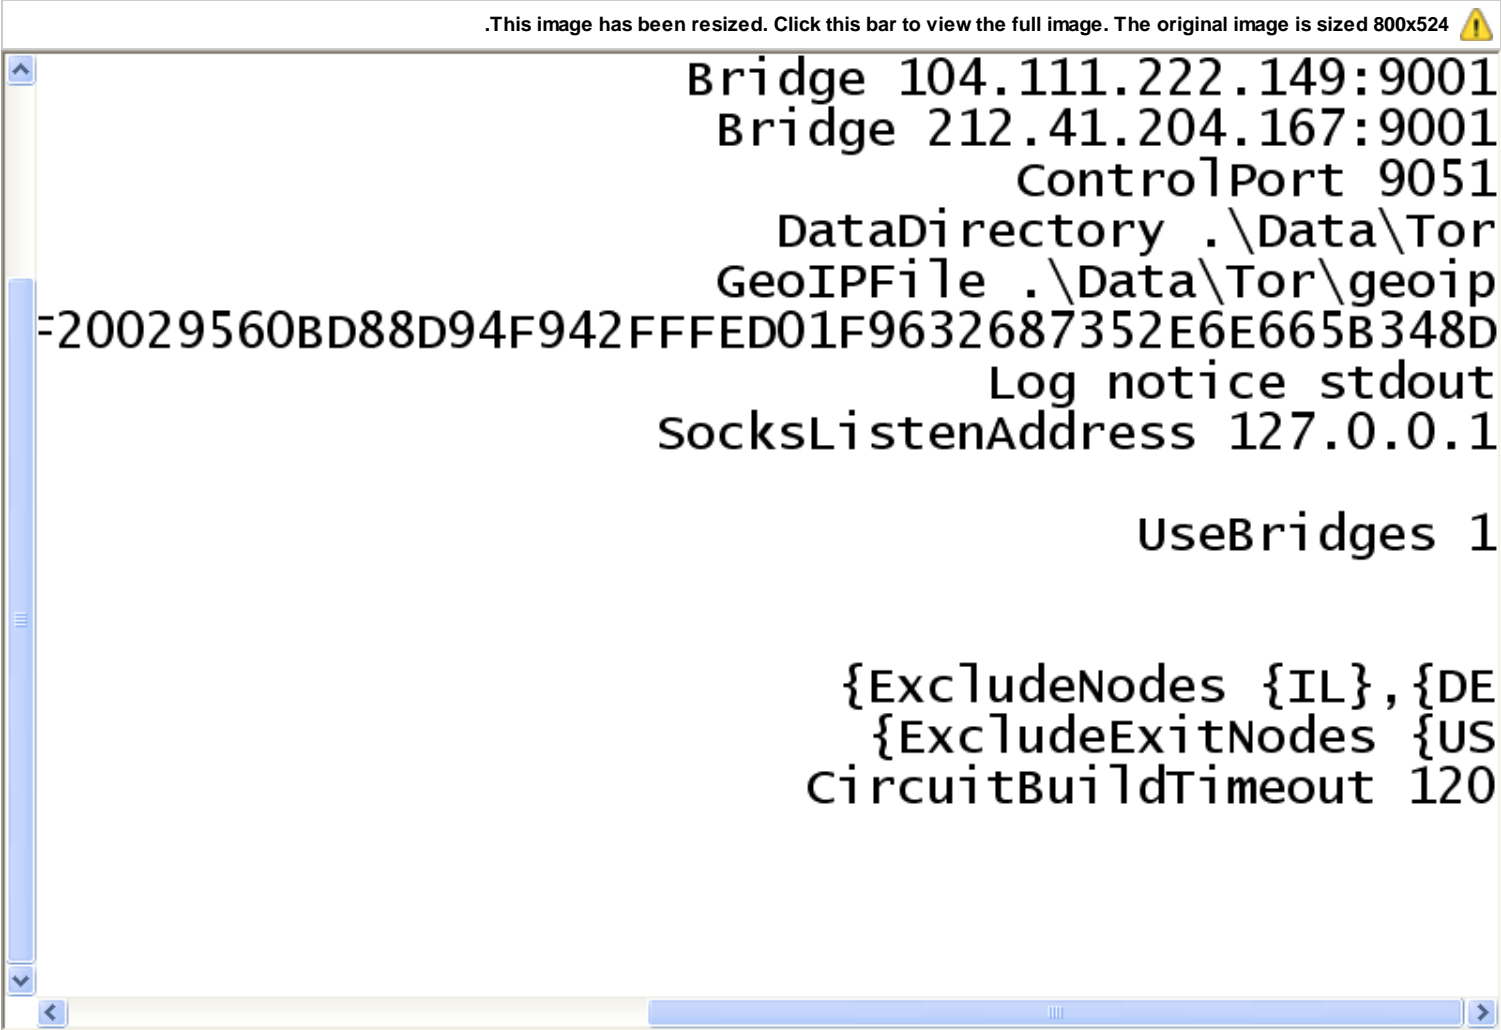 .This image has been resized. Click this bar to view the full image. The original image is sized 800x524
Bridge 104.111.222.149:9001
Bridge 212.41.204.167:9001
ControlPort 9051
DataDirectory .\Data\Tor
GeoIPFile .\Data\Tor\geoip
F20029560BD88D94F942FFFED01F9632687352E6E665B348D
Log notice stdout
SocksListenAddress 127.0.0.1
UseBridges 1
{ExcludeNodes {IL},{DE
{ExcludeExitNodes {US
CircuitBuildTimeout 120